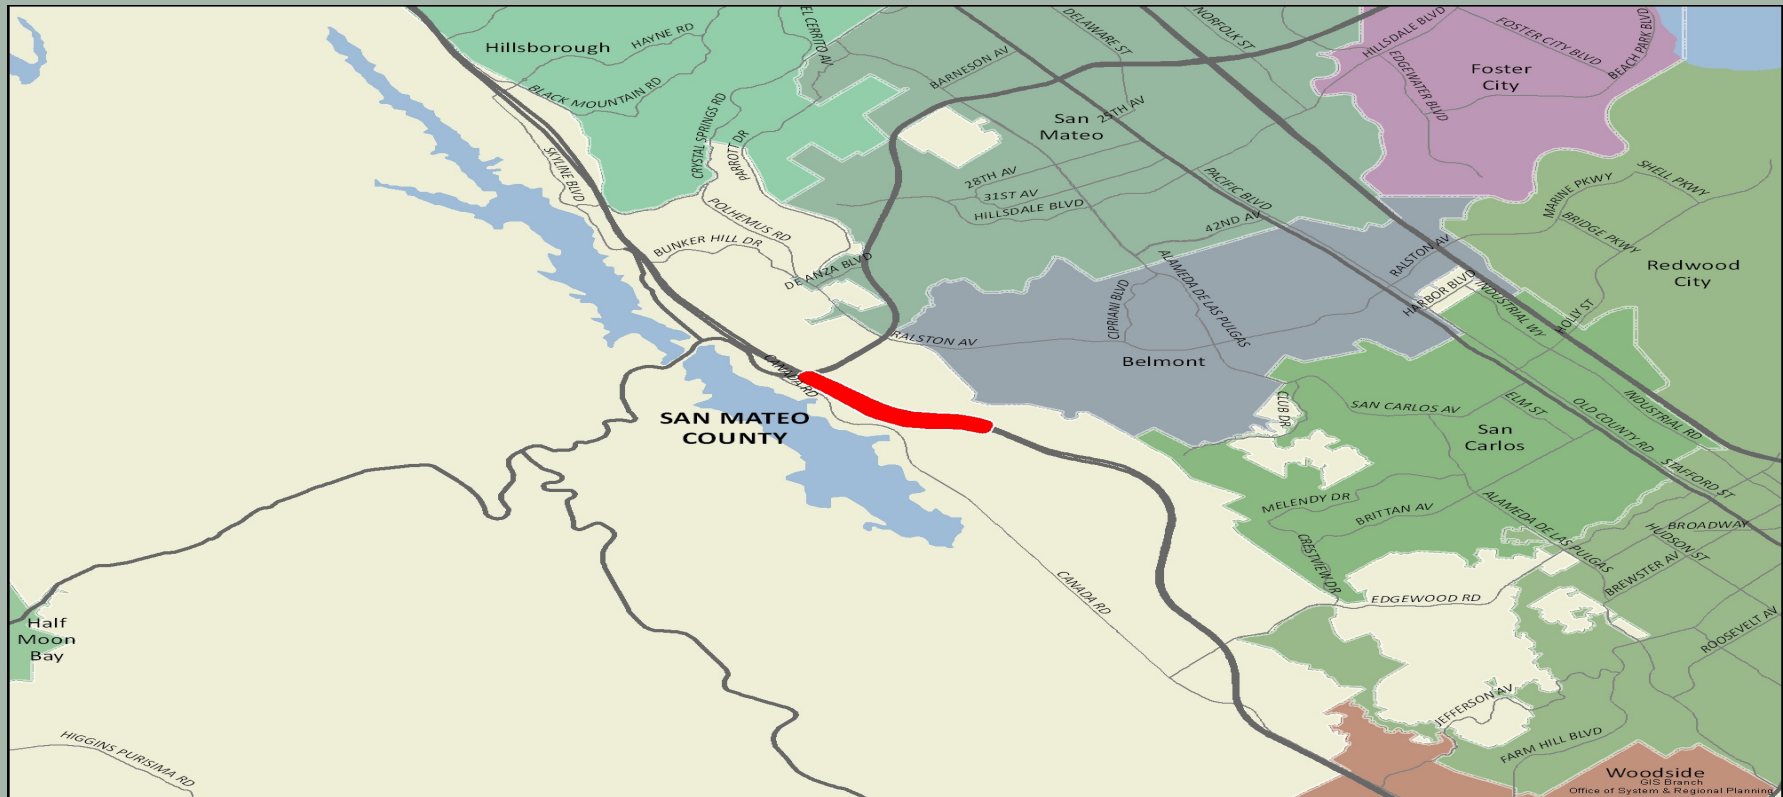 Hillsborough
HAYNE RD
EL CERRITO AV
DELAWARE ST
NORFOLK ST
HILLSDALE BLVD
FOSTER CITY BLVD
BEACH PARK BLVD
EDGEWATER BLVD
Foster
City
BLACK MOUNTAIN RD
BARNESON AV
25TH AV
San
Mateo
CRYSTAL SPRINGS RD
PARROTT DR
SKYLINE BLVD
28TH AV
31ST AV
HILLSDALE BLVD
PACIFIC BLVD
42ND AV
SHELL PKWY
MARINE PKWY
BRIDGE PKWY
POLHEMUS RD
BUNKER HILL DR
DE ANZA BLVD
RALSTON AV
Redwood
City
HARBOR BLVD
INDUSTRIAL WY
HOLLY ST
ALAMEDA DE LAS PULGAS
CIPRIANI BLVD
RALSTON AV
Belmont
CANADA RD
SAN MATEO
COUNTY
CLUB DR
SAN CARLOS AV
ELM ST
OLD COUNTY RD
INDUSTRIAL RD
San
Carlos
STAFFORD ST
MELENDY DR
BRITTAN AV
ALAMEDA DE LAS PULGAS
BROADWAY
HUDSON ST
BREWSTER AV
CRESTVIEW DR
CANADA RD
EDGEWOOD RD
ROOSEVELT AV
Half
Moon
Bay
JEFFERSON AV
FARM HILL BLVD
HIGGINS PURISIMA RD
Woodside
GIS Branch
Office of System & Regional Planning